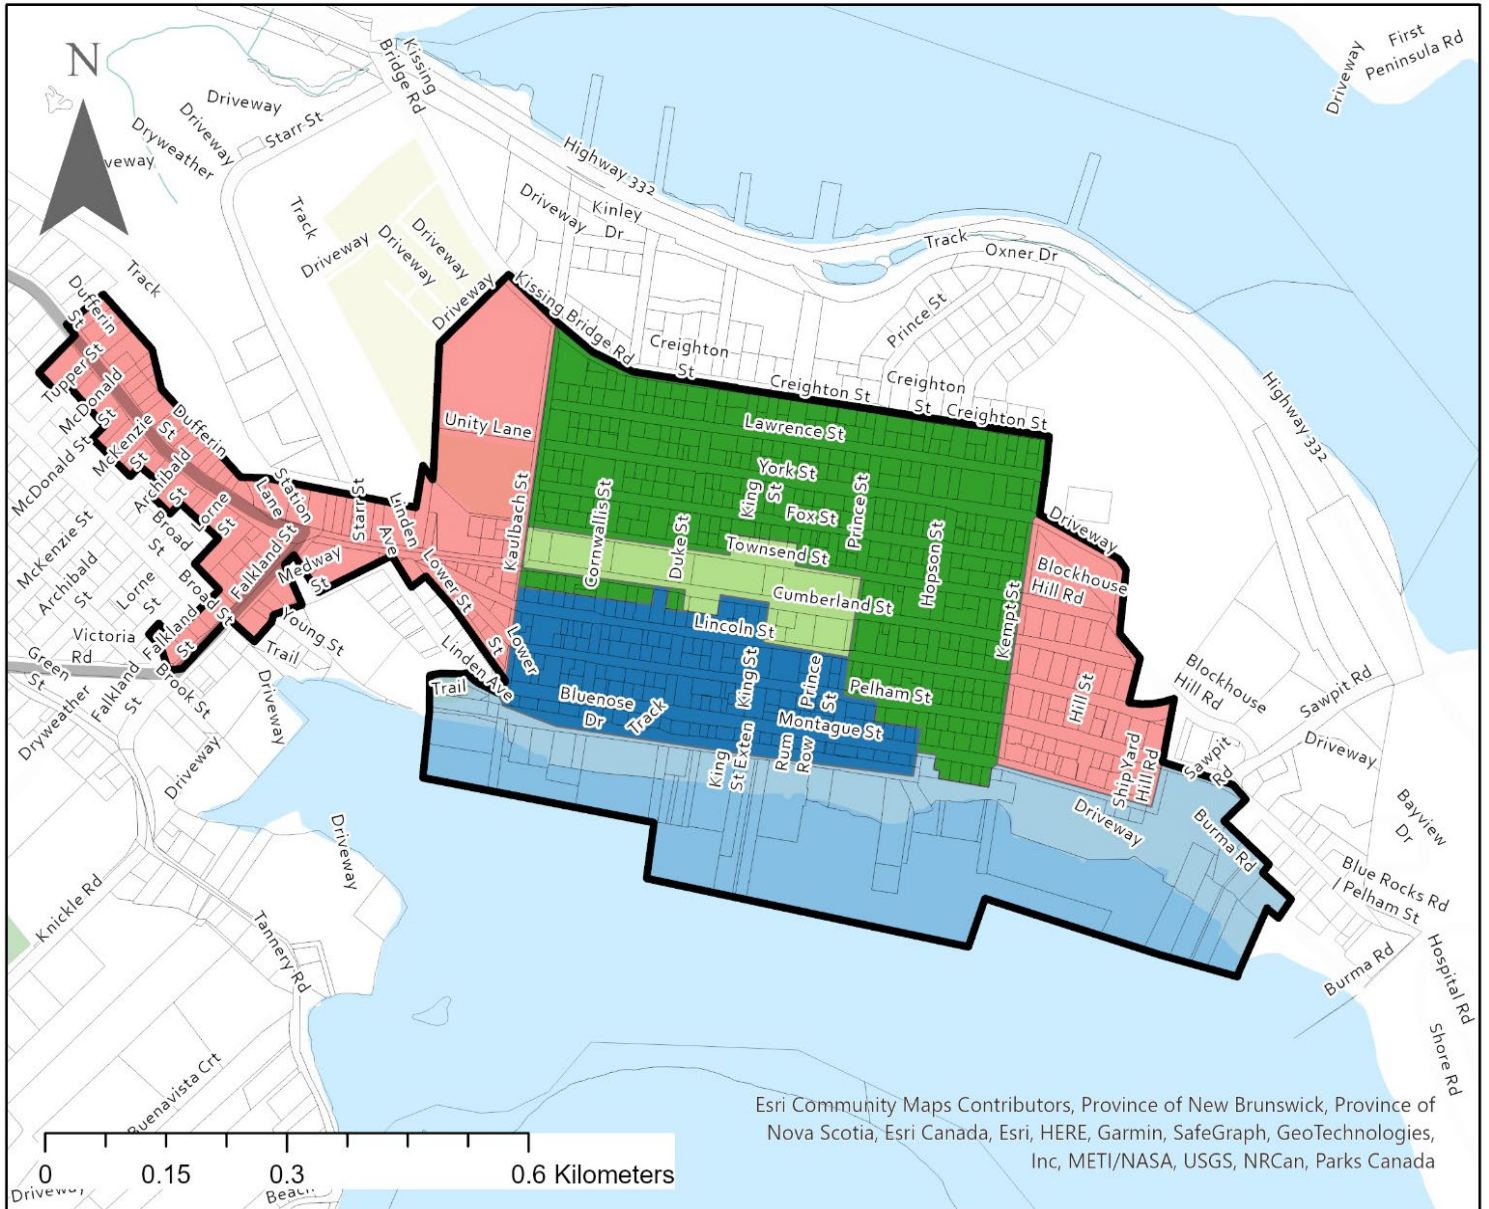 N
Kissing
Bridge Rd
First
Peninsula Rd
Driveway
Driveway
Driveway
Dryweather
veway
Starr St
Highway 332
Track
Driveway
Driveway
Driveway
Driveway
Driveway
Kinley
Dr
Track
Oxner Dr
Track
Prince St
Kissing Bridge Rd
Creighton
St
Creighton St
Creighton
St
Creighton St
Highway 332
Dufferin
St
Tupper St
McDonald
St
McDonald St
McKenzie
St
Dufferin
Archibald
St
Lorne
St
Station
Lane
Starr St
Linden
Ave
Unity Lane
Kaulbach St
Lawrence St
York St
King
St
Fox St
Prince St
Cornwallis St
Duke St
Townsend St
Hopson St
Cumberland St
Kempt St
Driveway
Blockhouse
Hill Rd
McKenzie St
Archibald
St
Broad
St
Falkland St
Medway
St
Lower St
Lorne
St
Broad St
Young St
Trail
Victoria
Rd
Falkland
St
Green
St
Brook St
Falkland
St
Dryweather
Driveway
Driveway
Linden Ave
Lower
St
Trail
Lincoln St
King St
Prince
St
Pelham St
Bluenose
Dr
Track
Montague St
Rum
Row
King
St Exten
Hill St
ShipYard
Hill Rd
Blockhouse
Hill Rd
Sawpit Rd
Sawpit
Rd
Driveway
Driveway
Burma Rd
Bayview
Dr
Blue Rocks Rd
Pelham St
Burma Rd
Hospital Rd
Shore Rd
Driveway
Knickle Rd
Tannery Rd
Buenavista Crt
Esri Community Maps Contributors, Province of New Brunswick, Province of
Nova Scotia, Esri Canada, Esri, HERE, Garmin, SafeGraph, GeoTechnologies,
Inc, METI/NASA, USGS, NRCan, Parks Canada
0 0.15 0.3 0.6 Kilometers
Driveway
Beach